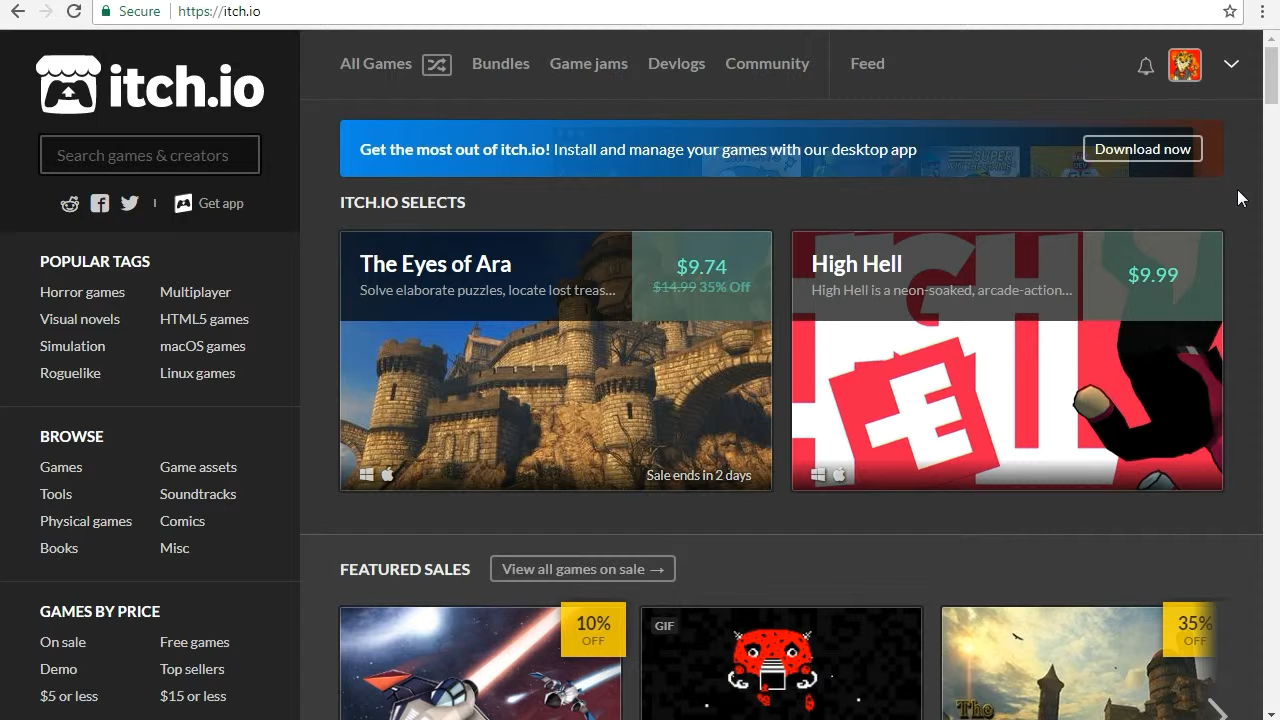 Secure https://itch.io
itch.io
All Games Bundles Game jams Devlogs Community Feed
Search games & creators
Get the most out of itch.io! Install and manage your games with our desktop app Download now
Get app
ITCH.IO SELECTS
The Eyes of Ara
Solve elaborate puzzles, locate lost treas...
$9.74
$14.99 35% Off
Sale ends in 2 days
High Hell
High Hell is a neon-soaked, arcade-action...
$9.99
HIGH
HELL
POPULAR TAGS
Horror games Multiplayer
Visual novels HTML5 games
Simulation macOS games
Roguelike Linux games
BROWSE
Games Game assets
Tools Soundtracks
Physical games Comics
Books Misc
GAMES BY PRICE
On sale Free games
Demo Top sellers
$5 or less $15 or less
FEATURED SALES View all games on sale →
10%
OFF
GIF
35%
OFF
The